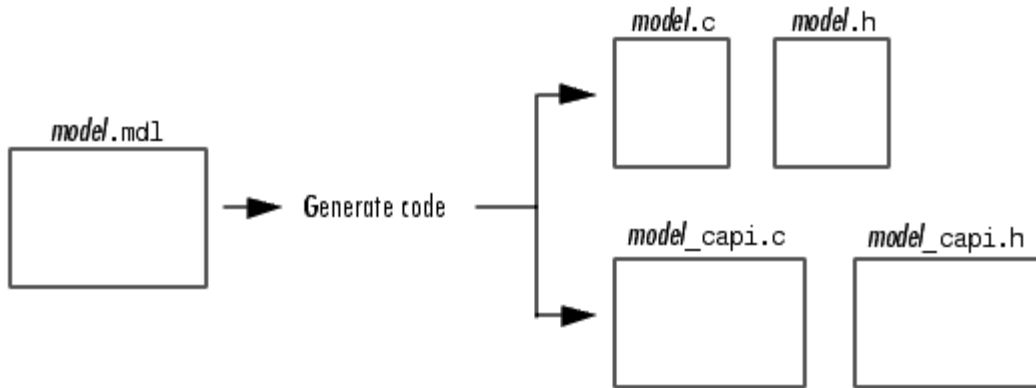 model.c
model.h
model.mdl
Generate code
model_capi.c
model_capi.h